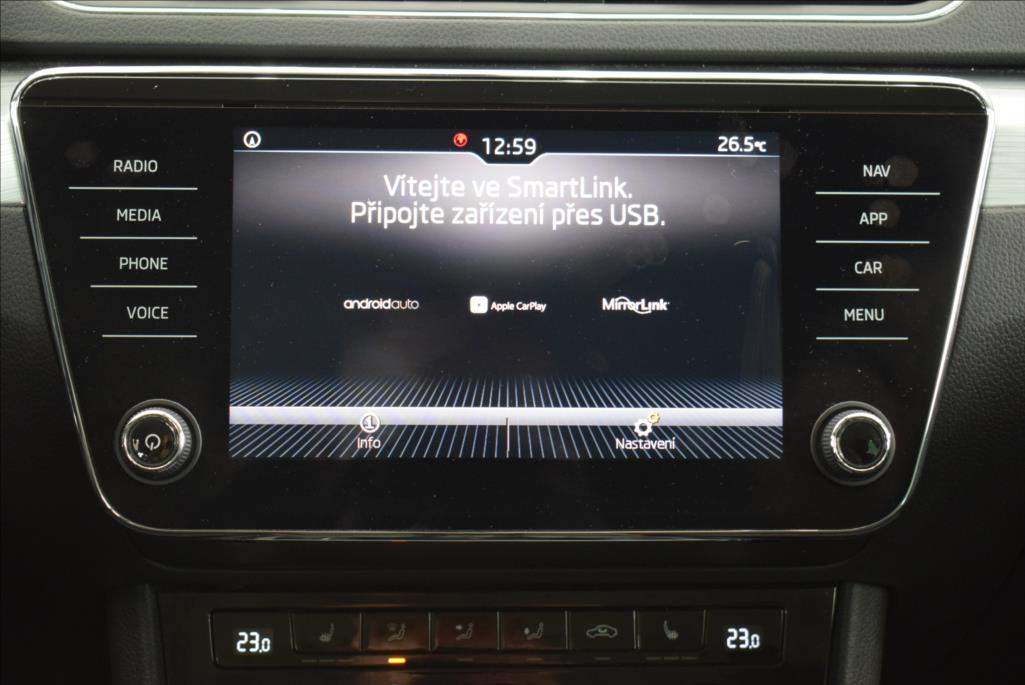 12:59
26.5°C
Vítejte ve SmartLink.
Připojte zařízení přes USB.
RADIO
MEDIA
PHONE
VOICE
NAV
APP
CAR
MENU
androidauto
Apple CarPlay
MirrorLink
Info
Nastavení
23.0
23.0